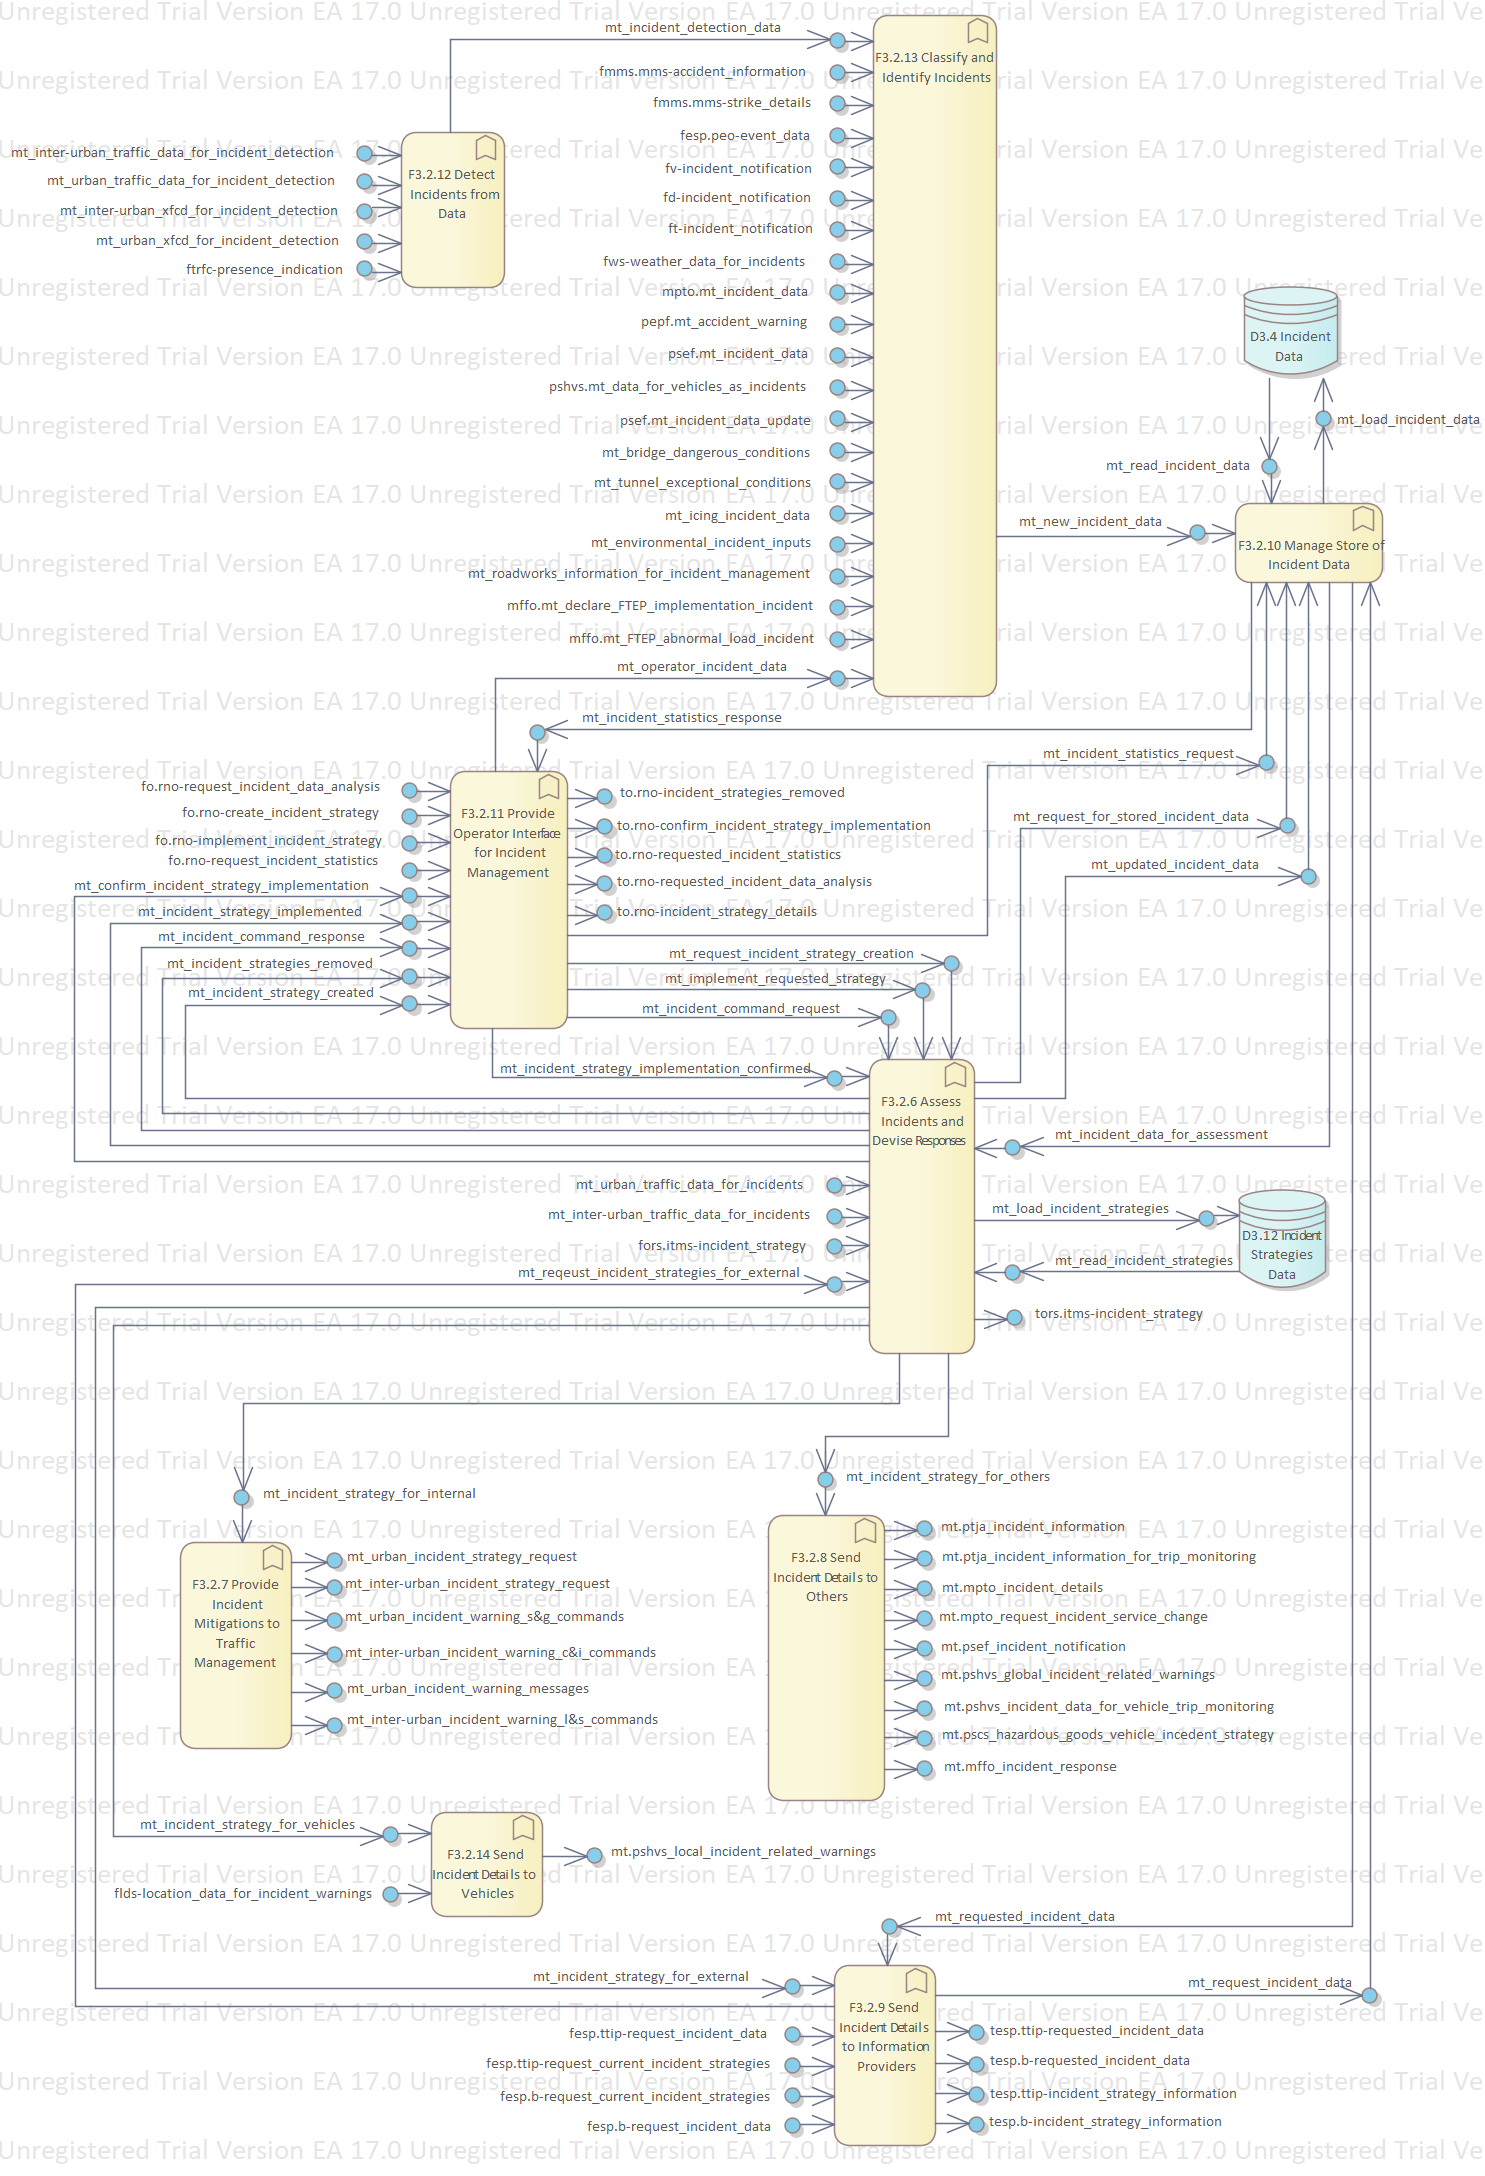 mt_incident_detection_data
fmms.mms-accident_information
fmms.mms-strike_details
fesp.peo-event_data
fv-incident_notification
fd-incident_notification
ft-incident_notification
fws-weather_data_for_incidents
mpto.mt_incident_data
pepf.mt_accident_warning
psef.mt_incident_data
pshvs.mt_data_for_vehicles_as_incidents
psef.mt_incident_data_update
mt_bridge_dangerous_conditions
mt_tunnel_exceptional_conditions
mt_icing_incident_data
mt_environmental_incident_inputs
mt_roadworks_information_for_incident_management
mffo.mt_declare_FTEP_implementation_incident
mffo.mt_FTEP_abnormal_load_incident
mt_operator_incident_data
F3.2.13 Classify and
Identify Incidents
mt_inter-urban_traffic_data_for_incident_detection
mt_urban_traffic_data_for_incident_detection
mt_inter-urban_xfcd_for_incident_detection
mt_urban_xfcd_for_incident_detection
ftrfc-presence_indication
F3.2.12 Detect
Incidents from
Data
D3.4 Incident
Data
mt_load_incident_data
mt_read_incident_data
mt_new_incident_data
F3.2.10 Manage Store of
Incident Data
mt_incident_statistics_response
mt_incident_statistics_request
mt_request_for_stored_incident_data
mt_updated_incident_data
fo.rno-request_incident_data_analysis
fo.rno-create_incident_strategy
fo.rno-implement_incident_strategy
fo.rno-request_incident_statistics
mt_confirm_incident_strategy_implementation
mt_incident_strategy_implemented
mt_incident_command_response
mt_incident_strategies_removed
mt_incident_strategy_created
F3.2.11 Provide
Operator Interface
for Incident
Management
to.rno-incident_strategies_removed
to.rno-confirm_incident_strategy_implementation
to.rno-requested_incident_statistics
to.rno-requested_incident_data_analysis
to.rno-incident_strategy_details
mt_request_incident_strategy_creation
mt_implement_requested_strategy
mt_incident_command_request
mt_incident_strategy_implementation_confirmed
F3.2.6 Assess
Incidents and
Devise Responses
mt_incident_data_for_assessment
mt_urban_traffic_data_for_incidents
mt_inter-urban_traffic_data_for_incidents
fors.itms-incident_strategy
mt_reqeust_incident_strategies_for_external
mt_load_incident_strategies
mt_read_incident_strategies
D3.12 Incident
Strategies
Data
tors.itms-incident_strategy
mt_incident_strategy_for_internal
mt_incident_strategy_for_others
F3.2.7 Provide
Incident
Mitigations to
Traffic
Management
mt_urban_incident_strategy_request
mt_inter-urban_incident_strategy_request
mt_urban_incident_warning_s&g_commands
mt_inter-urban_incident_warning_c&i_commands
mt_urban_incident_warning_messages
mt_inter-urban_incident_warning_l&s_commands
F3.2.8 Send
Incident Details to
Others
mt.ptja_incident_information
mt.ptja_incident_information_for_trip_monitoring
mt.mpto_incident_details
mt.mpto_request_incident_service_change
mt.psef_incident_notification
mt.pshvs_global_incident_related_warnings
mt.pshvs_incident_data_for_vehicle_trip_monitoring
mt.pscs_hazardous_goods_vehicle_incedent_strategy
mt.mffo_incident_response
mt_incident_strategy_for_vehicles
flds-location_data_for_incident_warnings
F3.2.14 Send
Incident Details to
Vehicles
mt.pshvs_local_incident_related_warnings
mt_requested_incident_data
mt_incident_strategy_for_external
mt_request_incident_data
F3.2.9 Send
Incident Details
to Information
Providers
fesp.ttip-request_incident_data
fesp.ttip-request_current_incident_strategies
fesp.b-request_current_incident_strategies
fesp.b-request_incident_data
tesp.ttip-requested_incident_data
tesp.b-requested_incident_data
tesp.ttip-incident_strategy_information
tesp.b-incident_strategy_information
Unregistered Trial Version EA 17.0 Unregistered Trial Version EA 17.0 Unregistered Trial Version EA 17.0 Unregistered Trial Ve